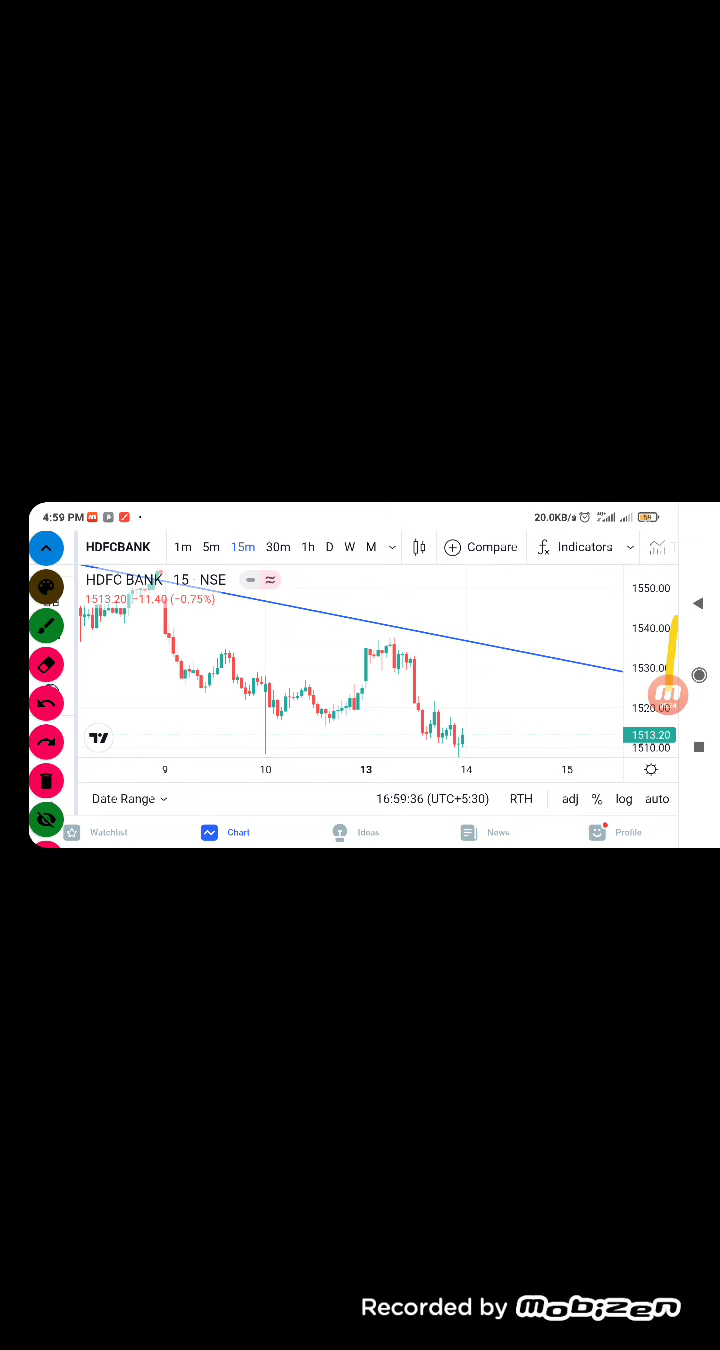 4:59 PM
20.0KB/s
59
HDFCBANK 1m 5m 15m 30m 1h D W M Compare Indicators
HDFC BANK · 15 · NSE
1513.20 −11.40 (−0.75%)
1550.00
1540.00
1530.00
1520.00
1513.20
1510.00
9 10 13 14 15
Date Range 16:59:36 (UTC+5:30) RTH adj % log auto
Watchlist Chart Ideas News Profile
Recorded by Mobizen